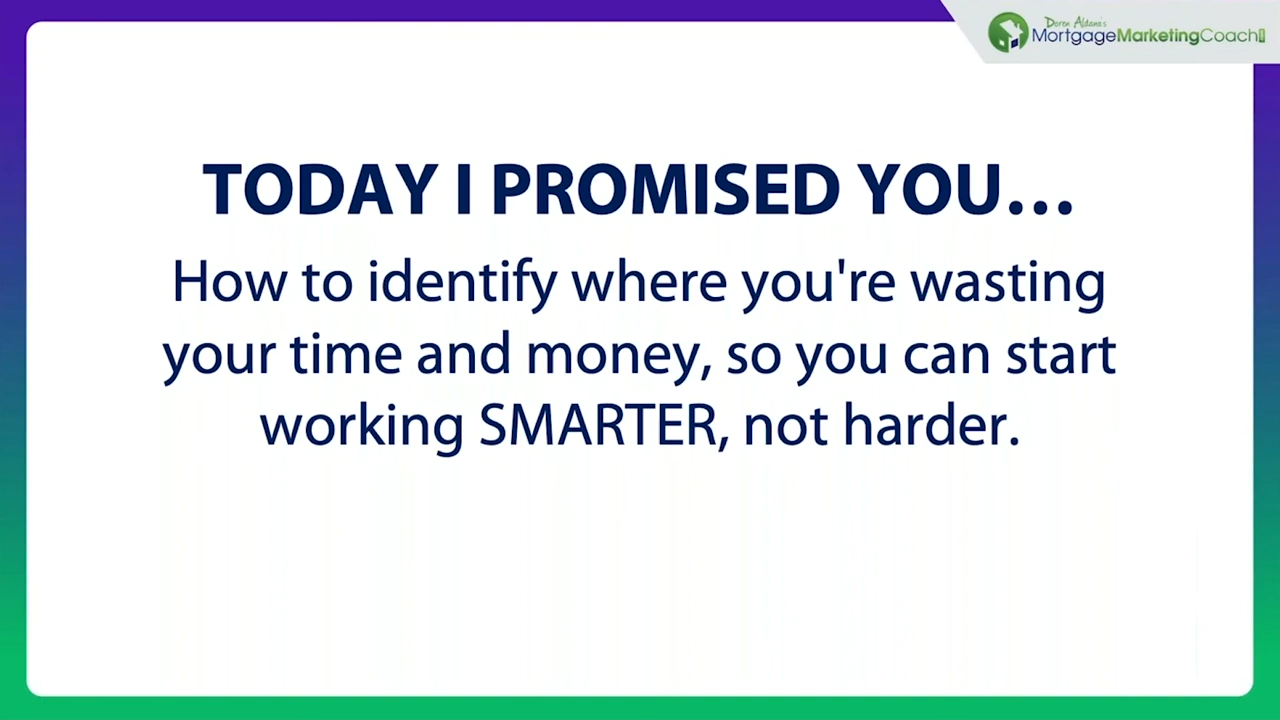 Doren Aldana's
MortgageMarketingCoach
TODAY I PROMISED YOU...
How to identify where you're wasting
your time and money, so you can start
working SMARTER, not harder.